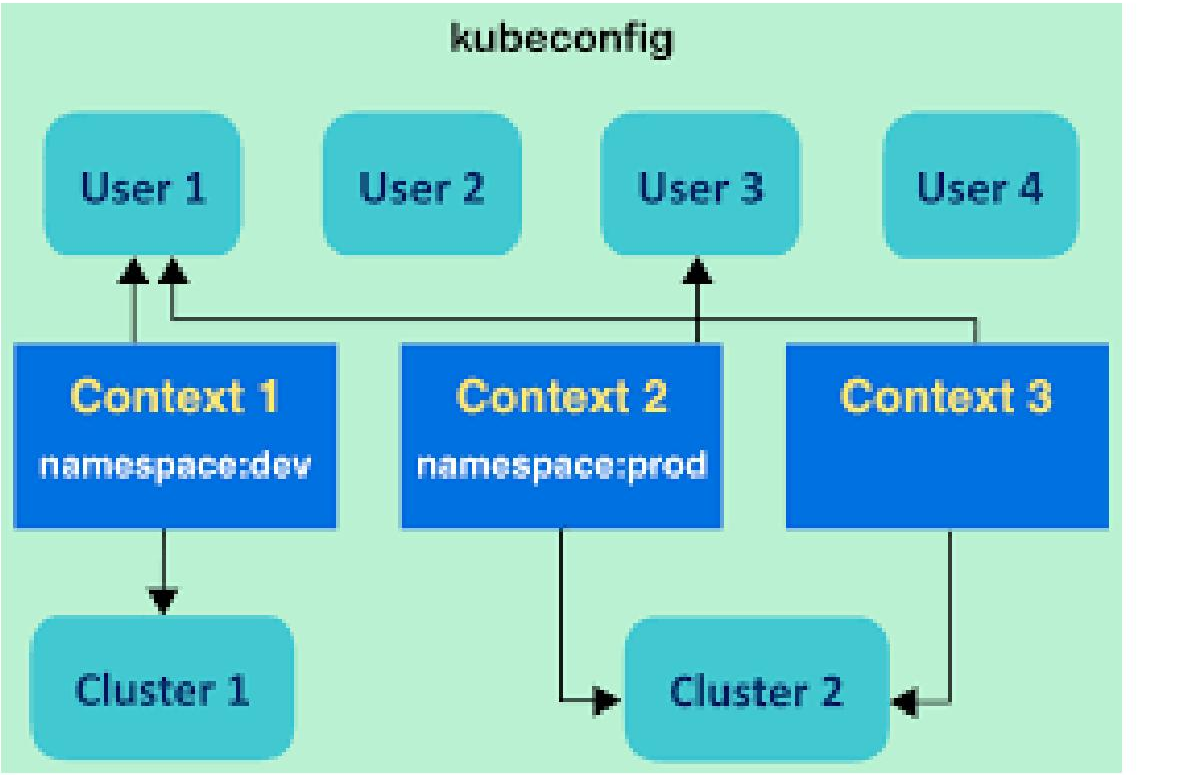 kubeconfig
User 1
User 2
User 3
User 4
Context 1
namespace:dev
Context 2
namespace:prod
Context 3
Cluster 1
Cluster 2